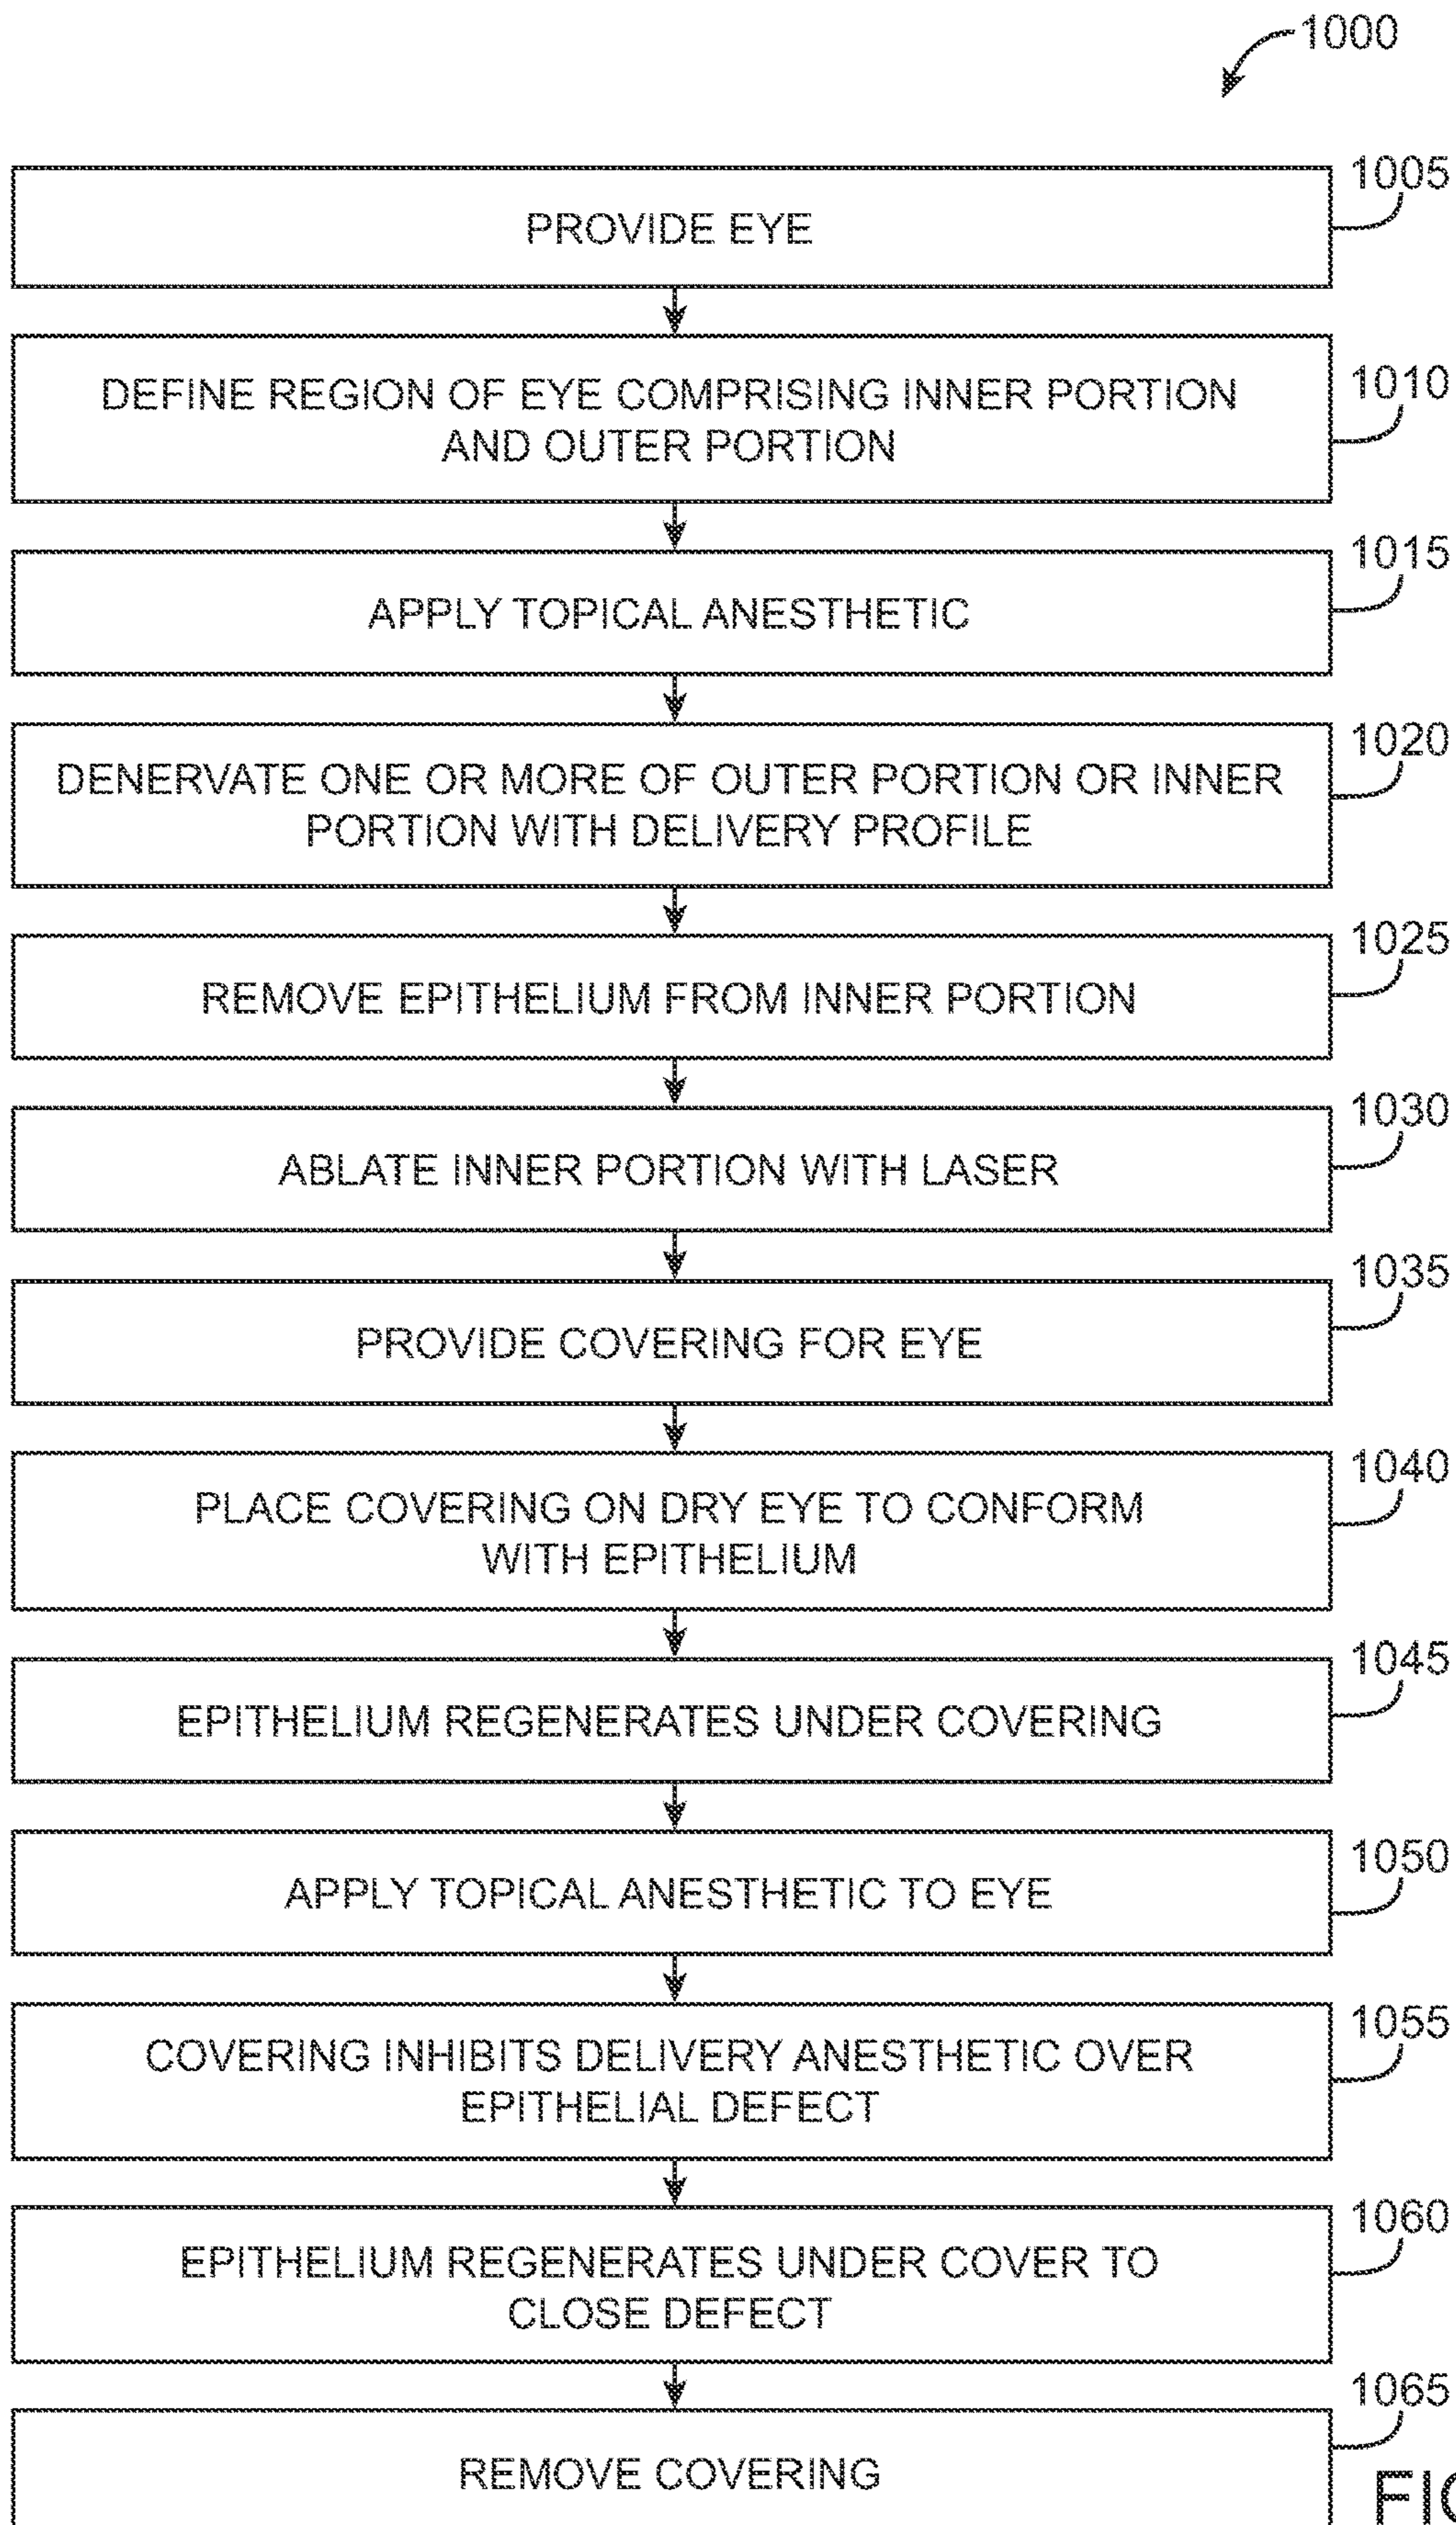 1000
1005
PROVIDE EYE
1010
DEFINE REGION OF EYE COMPRISING INNER PORTION
AND OUTER PORTION
1015
APPLY TOPICAL ANESTHETIC
1020
DENERVATE ONE OR MORE OF OUTER PORTION OR INNER
PORTION WITH DELIVERY PROFILE
1025
REMOVE EPITHELIUM FROM INNER PORTION
1030
ABLATE INNER PORTION WITH LASER
1035
PROVIDE COVERING FOR EYE
1040
PLACE COVERING ON DRY EYE TO CONFORM
WITH EPITHELIUM
1045
EPITHELIUM REGENERATES UNDER COVERING
1050
APPLY TOPICAL ANESTHETIC TO EYE
1055
COVERING INHIBITS DELIVERY ANESTHETIC OVER
EPITHELIAL DEFECT
1060
EPITHELIUM REGENERATES UNDER COVER TO
CLOSE DEFECT
1065
REMOVE COVERING